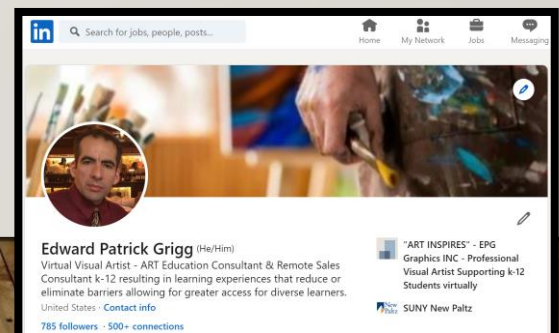 in
Search for jobs, people, posts...
Home
My Network
Jobs
Messaging
Edward Patrick Grigg (He/Him)
Virtual Visual Artist - ART Education Consultant & Remote Sales
Consultant k-12 resulting in learning experiences that reduce or
eliminate barriers allowing for greater access for diverse learners.
United States · Contact info
785 followers · 500+ connections
"ART INSPIRES" - EPG
Graphics INC - Professional
Visual Artist Supporting k-12
Students virtually
New Paltz
SUNY New Paltz